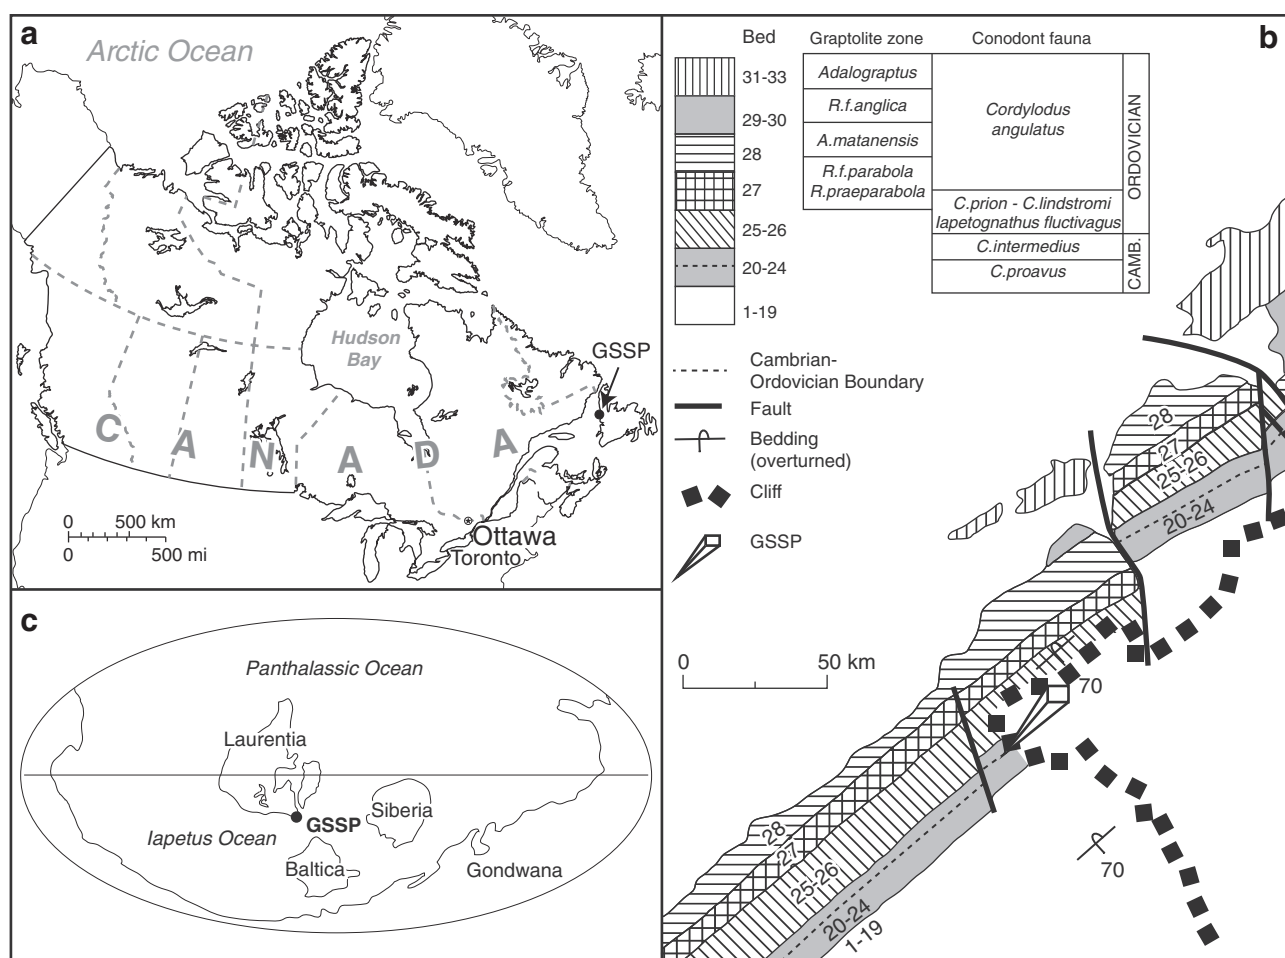 a
Arctic Ocean
Hudson
Bay
GSSP
C A N A D A
0 500 km
0 500 mi
Ottawa
Toronto
b
Bed
Graptolite zone
Conodont fauna
31-33
29-30
28
27
25-26
20-24
1-19
Adalograptus
R.f.anglica
A.matanensis
R.f.parabola
R.praeparabola
Cordylodus
angulatus
C.prion - C.lindstromi
Iapetognathus fluctivagus
C.intermedius
C.proavus
ORDOVICIAN
CAMB.
Cambrian-
Ordovician Boundary
Fault
Bedding
(overturned)
Cliff
GSSP
0 50 km
28
27
25-26
20-24
70
70
28
27
25-26
20-24
1-19
c
Panthalassic Ocean
Laurentia
Siberia
Iapetus Ocean
GSSP
Baltica
Gondwana